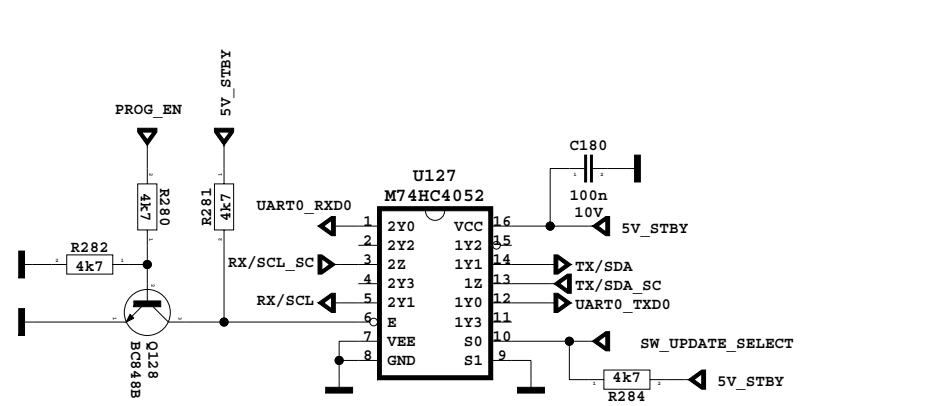 5V_STBY
PROG_EN
C180
1 2
100n
10V
U127
M74HC4052
R280
4k7
R281
4k7
UART0_RXD0
1 2Y0 VCC 16
5V_STBY
2 2Y2 1Y2 15
R282
4k7
RX/SCL_SC
3 2Z 1Y1 14
TX/SDA
4 2Y3 1Z 13
TX/SDA_SC
RX/SCL
5 2Y1 1Y0 12
UART0_TXD0
6 E 1Y3 11
7 VEE S0 10
SW_UPDATE_SELECT
8 GND S1 9
Q128
BC848B
4k7
R284
5V_STBY